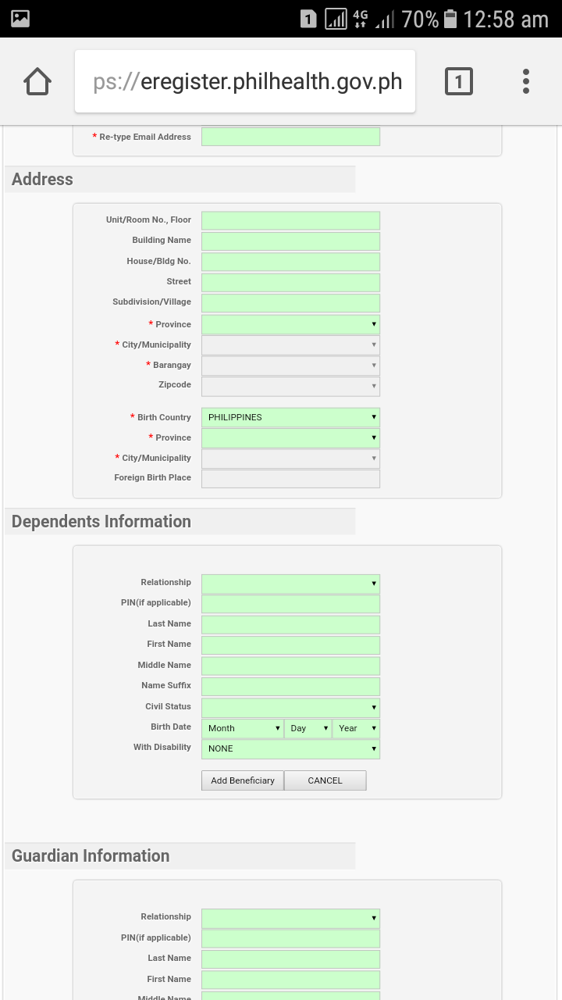 1 4G 70% 12:58 am
ps://eregister.philhealth.gov.ph 1
* Re-type Email Address
Address
Unit/Room No., Floor
Building Name
House/Bldg No.
Street
Subdivision/Village
* Province
* City/Municipality
* Barangay
Zipcode
* Birth Country PHILIPPINES
* Province
* City/Municipality
Foreign Birth Place
Dependents Information
Relationship
PIN(if applicable)
Last Name
First Name
Middle Name
Name Suffix
Civil Status
Birth Date Month Day Year
With Disability NONE
Add Beneficiary CANCEL
Guardian Information
Relationship
PIN(if applicable)
Last Name
First Name
Middle Name